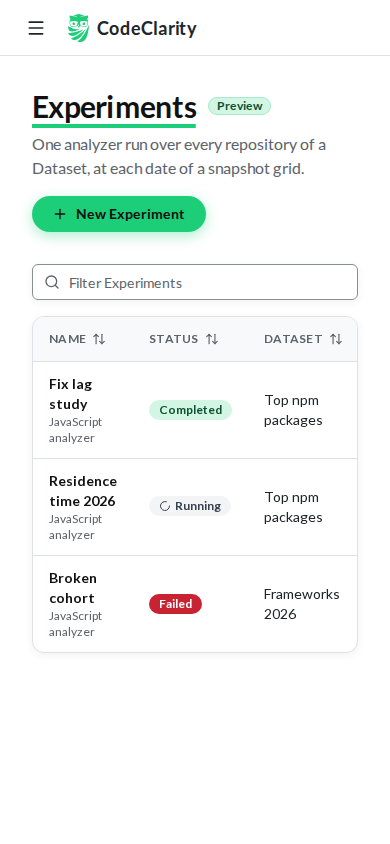 CodeClarity
Experiments
Preview
One analyzer run over every repository of a
Dataset, at each date of a snapshot grid.
New Experiment
Filter Experiments
NAME STATUS DATASET
Fix lag
study
JavaScript
analyzer
Completed
Top npm
packages
Residence
time 2026
JavaScript
analyzer
Running
Top npm
packages
Broken
cohort
JavaScript
analyzer
Failed
Frameworks
2026